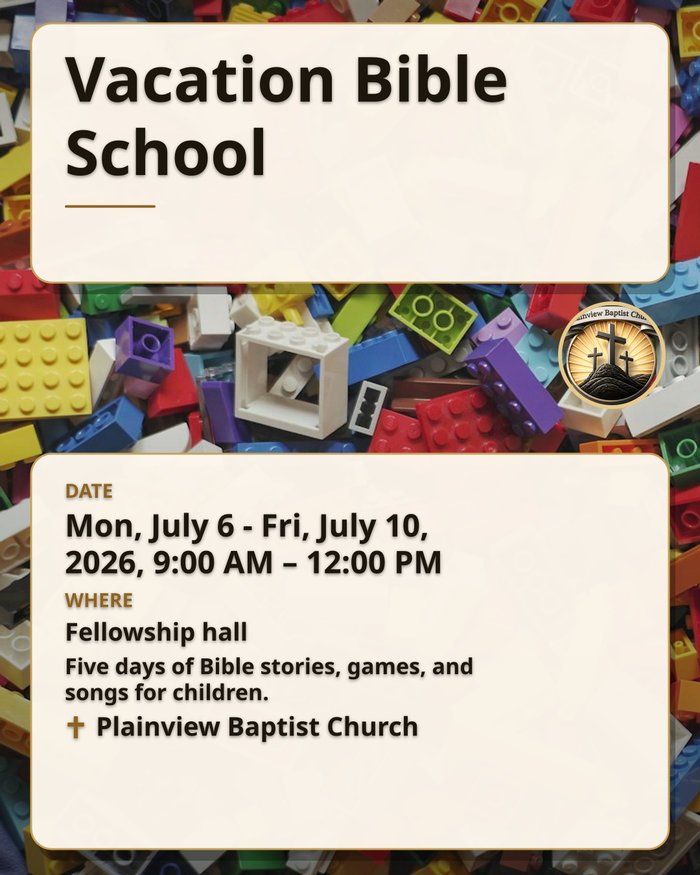 Vacation Bible
School
Baptist
DATE
Mon, July 6 - Fri, July 10,
2026, 9:00 AM – 12:00 PM
WHERE
Fellowship hall
Five days of Bible stories, games, and
songs for children.
✝ Plainview Baptist Church